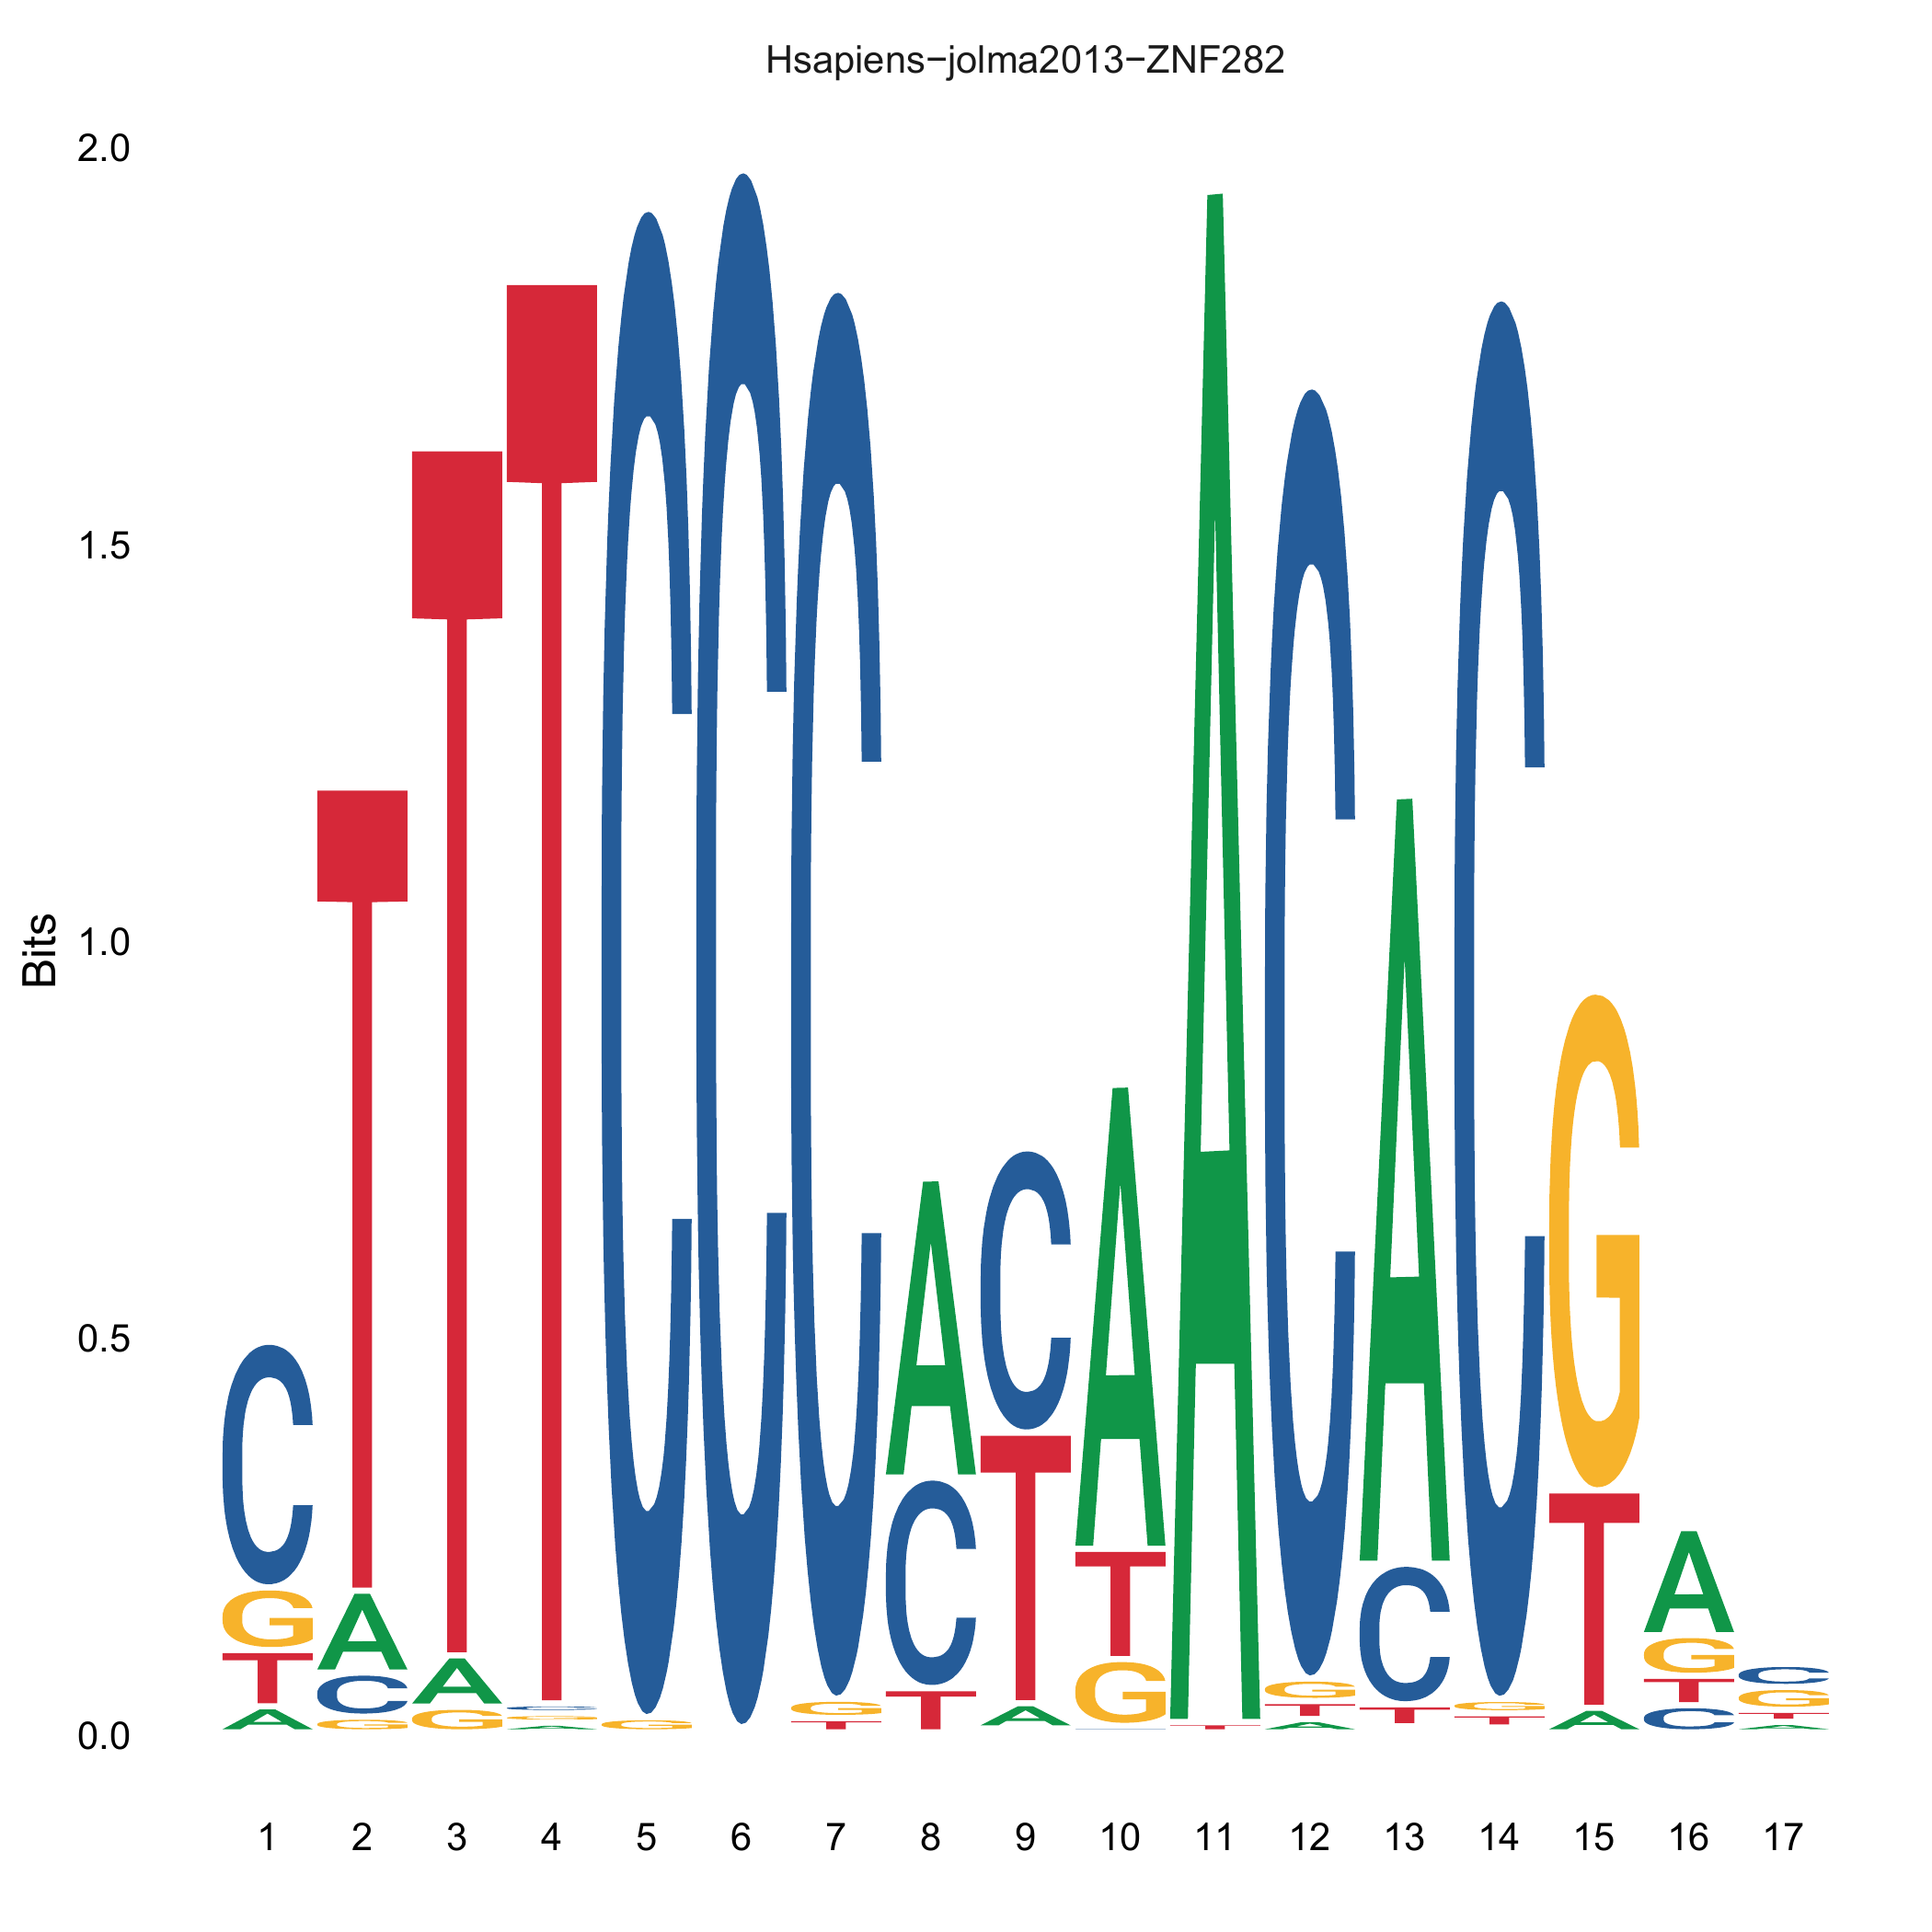 Hsapiens−jolma2013−ZNF282
2.0
1.5
1.0
0.5
0.0
Bits
C T T T C C C A C A A C A C G A C
G A A C G G C T T T G C G T G G
T C G G T T A G T T T A T T
A G A A C A
1 2 3 4 5 6 7 8 9 10 11 12 13 14 15 16 17